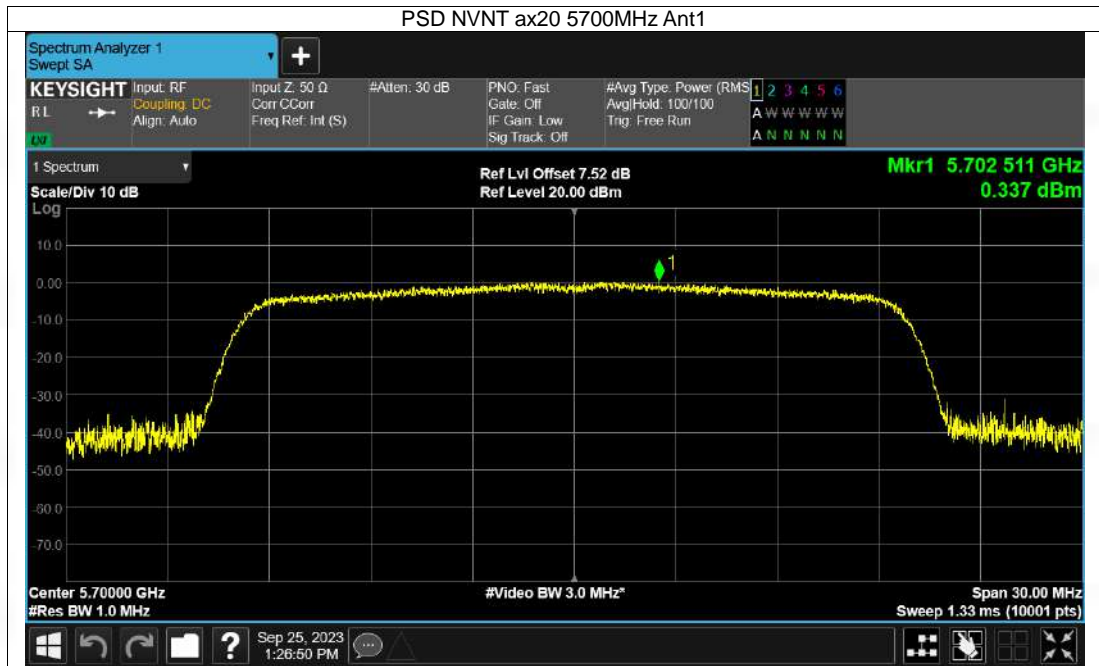 PSD NVNT ax20 5700MHz Ant1
Spectrum Analyzer 1
Swept SA
+
KEYSIGHT Input: RF Input Z: 50 Ω #Atten: 30 dB PNO: Fast #Avg Type: Power (RMS 1 2 3 4 5 6
R L Coupling: DC Corr CCorr Gate: Off Avg|Hold: 100/100 A W W W W W
Align: Auto Freq Ref: Int (S) IF Gain: Low Trig: Free Run
Sig Track: Off A N N N N N
1 Spectrum Ref Lvl Offset 7.52 dB Mkr1 5.702 511 GHz
Scale/Div 10 dB Ref Level 20.00 dBm 0.337 dBm
Log
10.0
1
0.00
-10.0
-20.0
-30.0
-40.0
-50.0
-60.0
-70.0
Center 5.70000 GHz #Video BW 3.0 MHz* Span 30.00 MHz
#Res BW 1.0 MHz Sweep 1.33 ms (10001 pts)
? Sep 25, 2023
1:26:50 PM